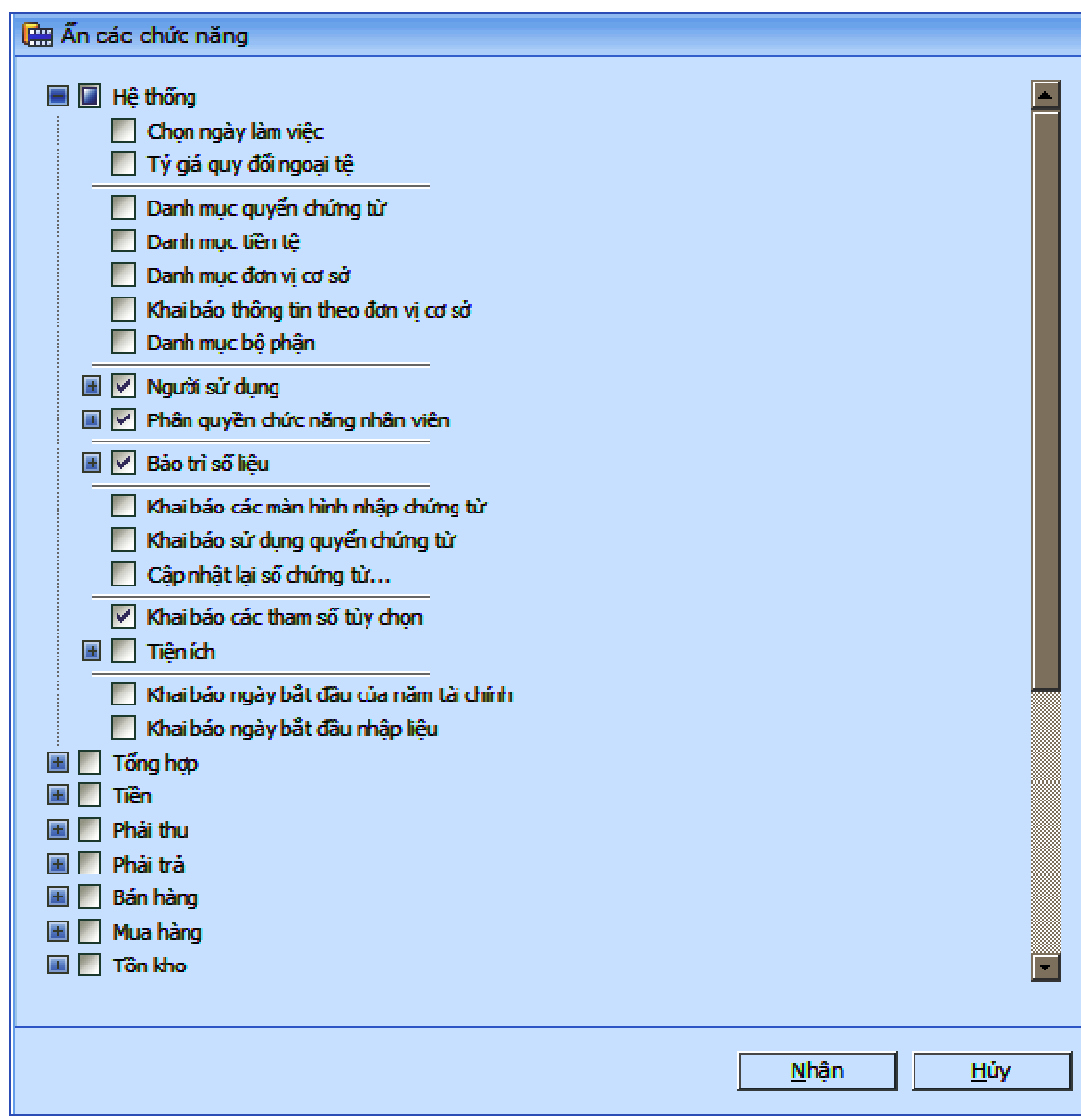 Ẩn các chức năng
Hệ thống
Chọn ngày làm việc
Tỷ giá quy đổi ngoại tệ
Danh mục quyển chứng từ
Danh mục tiền tệ
Danh mục đơn vị cơ sở
Khai báo thông tin theo đơn vị cơ sở
Danh mục bộ phận
Người sử dụng
Phân quyền chức năng nhân viên
Bảo trì số liệu
Khai báo các màn hình nhập chứng từ
Khai báo sử dụng quyển chứng từ
Cập nhật lại số chứng từ...
Khai báo các tham số tùy chọn
Tiện ích
Khai báo ngày bắt đầu của năm tài chính
Khai báo ngày bắt đầu nhập liệu
Tổng hợp
Tiền
Phải thu
Phải trả
Bán hàng
Mua hàng
Tồn kho
Nhận Hủy